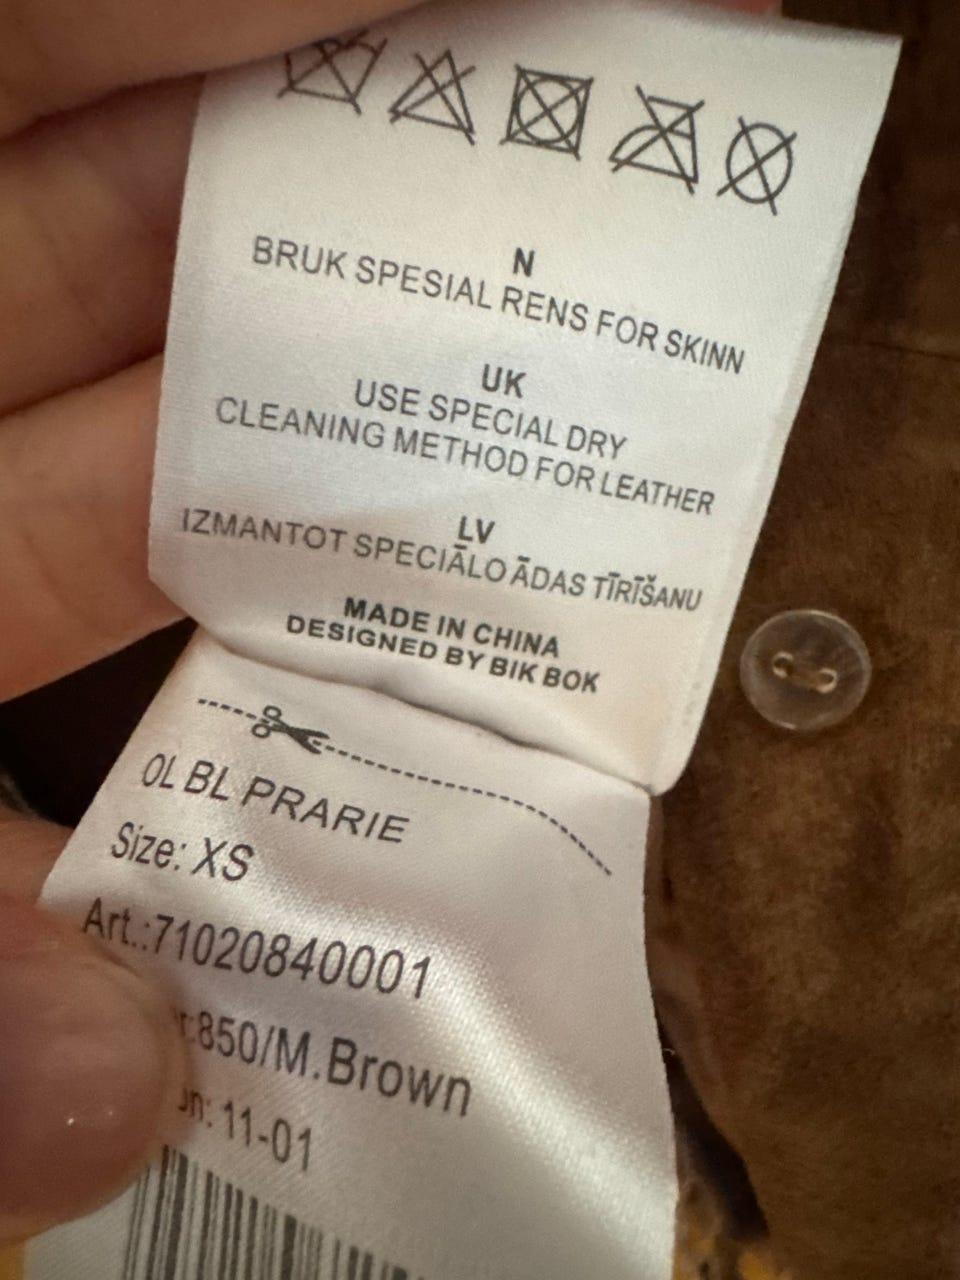 N
BRUK SPESIAL RENS FOR SKINN
UK
USE SPECIAL DRY
CLEANING METHOD FOR LEATHER
LV
IZMANTOT SPECIĀLO ĀDAS TĪRĪŠANU
MADE IN CHINA
DESIGNED BY BIK BOK
OL BL PRARIE
Size: XS
Art.:71020840001
:850/M.Brown
11-01